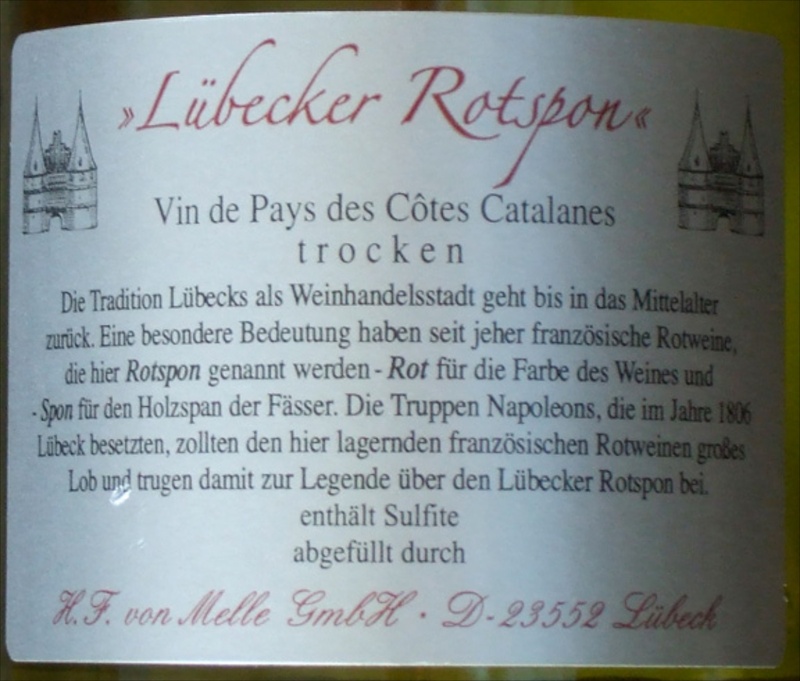 »Lübecker Rotspon«
Vin de Pays des Côtes Catalanes
trocken
Die Tradition Lübecks als Weinhandelsstadt geht bis in das Mittelalter
zurück. Eine besondere Bedeutung haben seit jeher französische Rotweine,
die hier Rotspon genannt werden - Rot für die Farbe des Weines und
- Spon für den Holzspan der Fässer. Die Truppen Napoleons, die im Jahre 1806
Lübeck besetzten, zollten den hier lagernden französischen Rotweinen großes
Lob und trugen damit zur Legende über den Lübecker Rotspon bei.
enthält Sulfite
abgefüllt durch
H. F. von Melle GmbH · D-23552 Lübeck